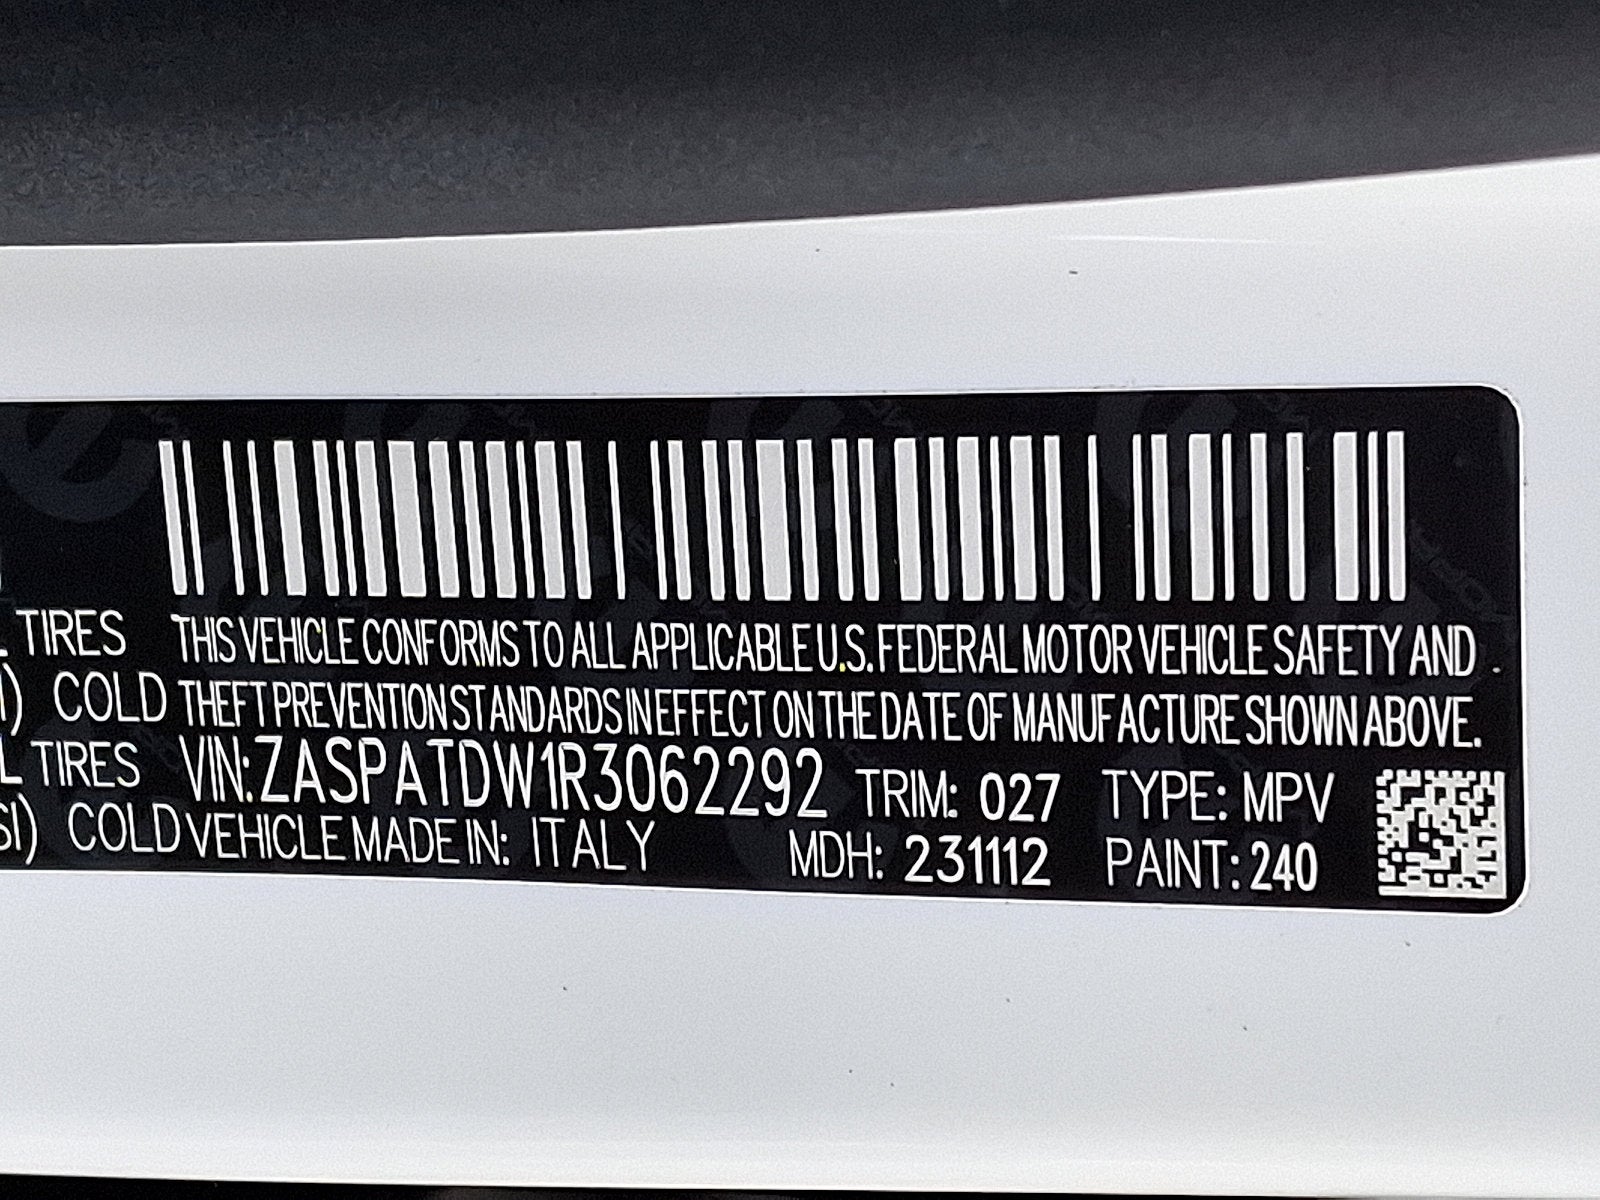 TIRES THIS VEHICLE CONFORMS TO ALL APPLICABLE U.S. FEDERAL MOTOR VEHICLE SAFETY AND
COLD THEFT PREVENTION STANDARDS IN EFFECT ON THE DATE OF MANUFACTURE SHOWN ABOVE.
TIRES VIN: ZASPATDW1R3062292 TRIM: 027 TYPE: MPV
COLD VEHICLE MADE IN: ITALY MDH: 231112 PAINT: 240